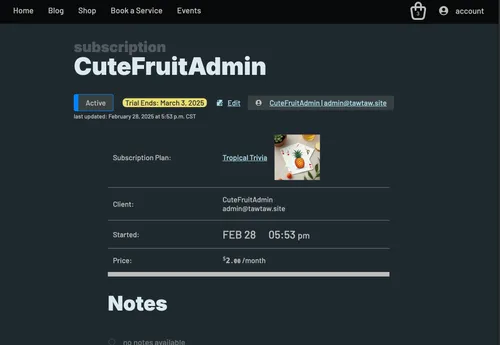 Home Blog Shop Book a Service Events account
subscription
CuteFruitAdmin
Active Trial Ends: March 3, 2025 Edit CuteFruitAdmin | admin@tawtaw.site
last updated: February 28, 2025 at 5:53 p.m. CST
Subscription Plan: Tropical Trivia
Client: CuteFruitAdmin
admin@tawtaw.site
Started: FEB 28 05:53 pm
Price: $2.00 /month
Notes
no notes available